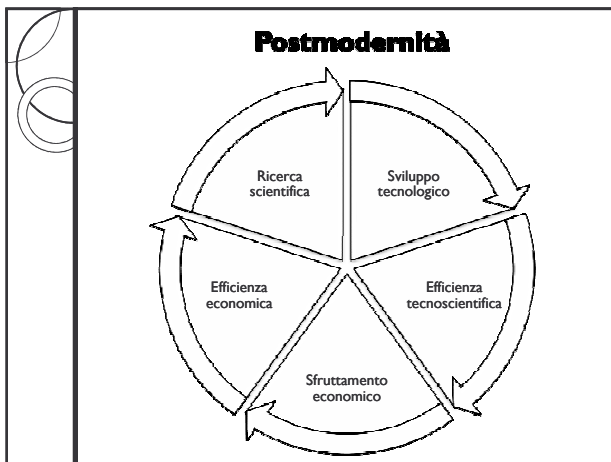 Postmodernità
Ricerca
scientifica
Sviluppo
tecnologico
Efficienza
economica
Efficienza
tecnoscientifica
Sfruttamento
economico